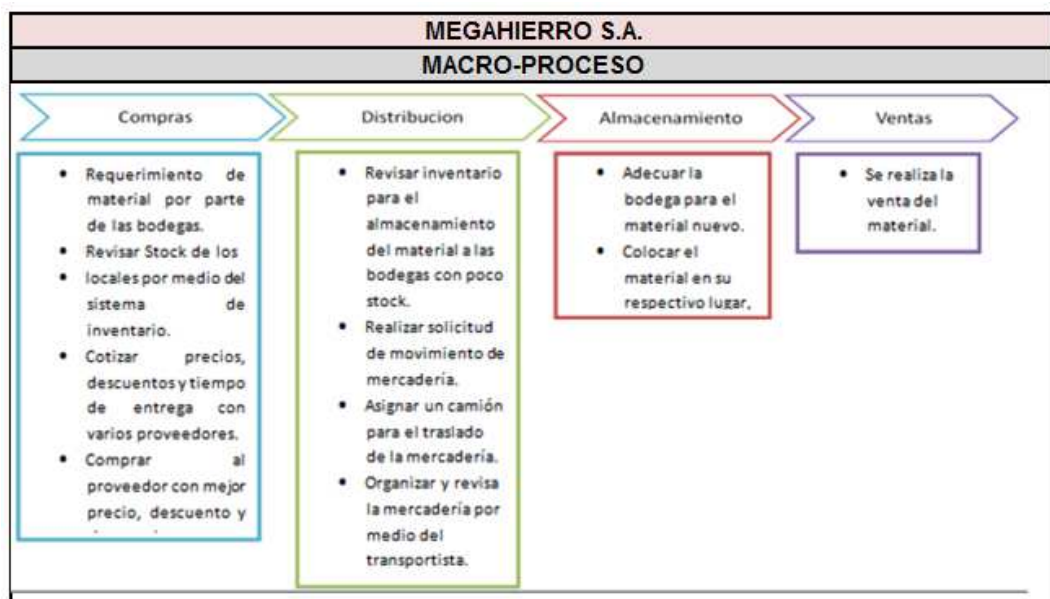 MEGAHIERRO S.A.
MACRO-PROCESO
Compras
Distribucion
Almacenamiento
Ventas
• Requerimiento de
material por parte
de las bodegas.
• Revisar Stock de los
• locales por medio del
sistema de
inventario.
• Cotizar precios,
descuentos y tiempo
de entrega con
varios proveedores.
• Comprar al
proveedor con mejor
precio, descuento y
• Revisar inventario
para el
almacenamiento
del material a las
bodegas con poco
stock.
• Realizar solicitud
de movimiento de
mercadería.
• Asignar un camión
para el traslado
de la mercadería.
• Organizar y revisa
la mercadería por
medio del
transportista.
• Adecuar la
bodega para el
material nuevo.
• Colocar el
material en su
respectivo lugar,
• Se realiza la
venta del
material.